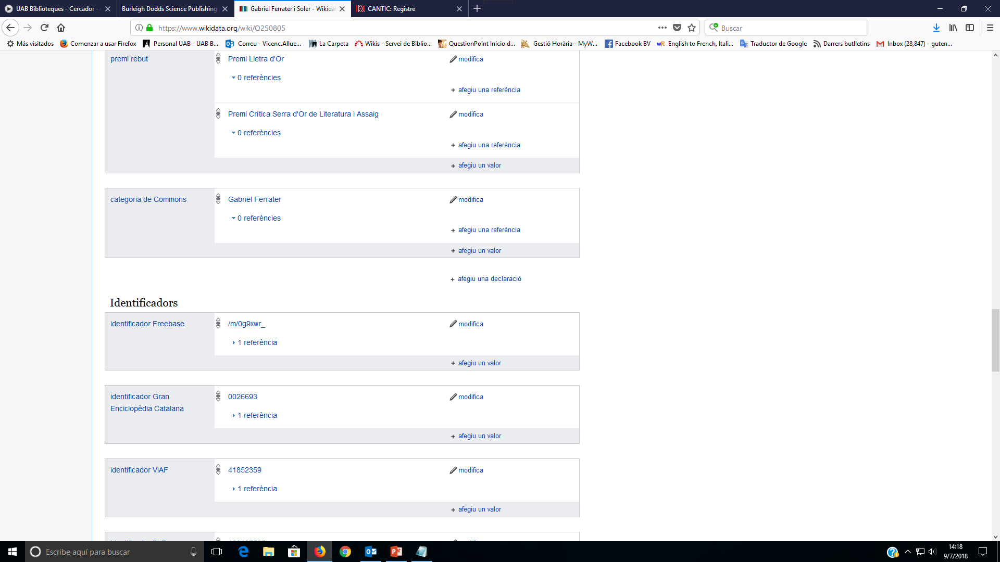 UAB Biblioteques - Cercador -
Burleigh Dodds Science Publishing
Gabriel Ferrater i Soler - Wikidat
CANTIC: Registre
https://www.wikidata.org/wiki/Q250805
Buscar
Más visitados
Comenzar a usar Firefox
Personal UAB - UAB B...
Correu - Vicenc.Allue...
La Carpeta
Wikis - Servei de Biblio...
QuestionPoint Inicio d...
Gestió Horària - MyW...
Facebook BV
English to French, Itali...
Traductor de Google
Darrers butlletins
Inbox (28,847) - guten...
premi rebut
Premi Lletra d'Or
modifica
0 referències
+ afegiu una referència
Premi Crítica Serra d'Or de Literatura i Assaig
modifica
0 referències
+ afegiu una referència
+ afegiu un valor
categoria de Commons
Gabriel Ferrater
modifica
0 referències
+ afegiu una referència
+ afegiu un valor
+ afegiu una declaració
Identificadors
identificador Freebase
/m/0g9xwr_
modifica
1 referència
+ afegiu un valor
identificador Gran
Enciclopèdia Catalana
0026693
modifica
1 referència
+ afegiu un valor
identificador VIAF
41852359
modifica
1 referència
+ afegiu un valor
Escribe aquí para buscar
14:18
9/7/2018